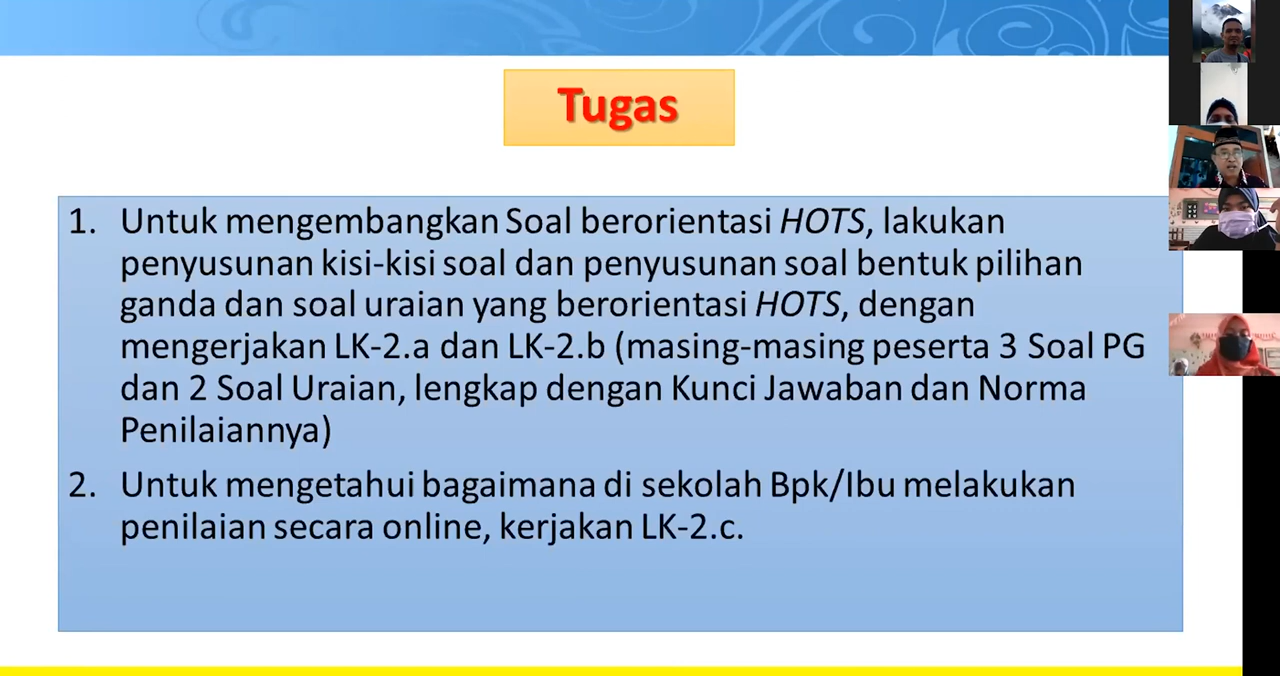 Tugas
1. Untuk mengembangkan Soal berorientasi HOTS, lakukan
penyusunan kisi-kisi soal dan penyusunan soal bentuk pilihan
ganda dan soal uraian yang berorientasi HOTS, dengan
mengerjakan LK-2.a dan LK-2.b (masing-masing peserta 3 Soal PG
dan 2 Soal Uraian, lengkap dengan Kunci Jawaban dan Norma
Penilaiannya)
2. Untuk mengetahui bagaimana di sekolah Bpk/Ibu melakukan
penilaian secara online, kerjakan LK-2.c.